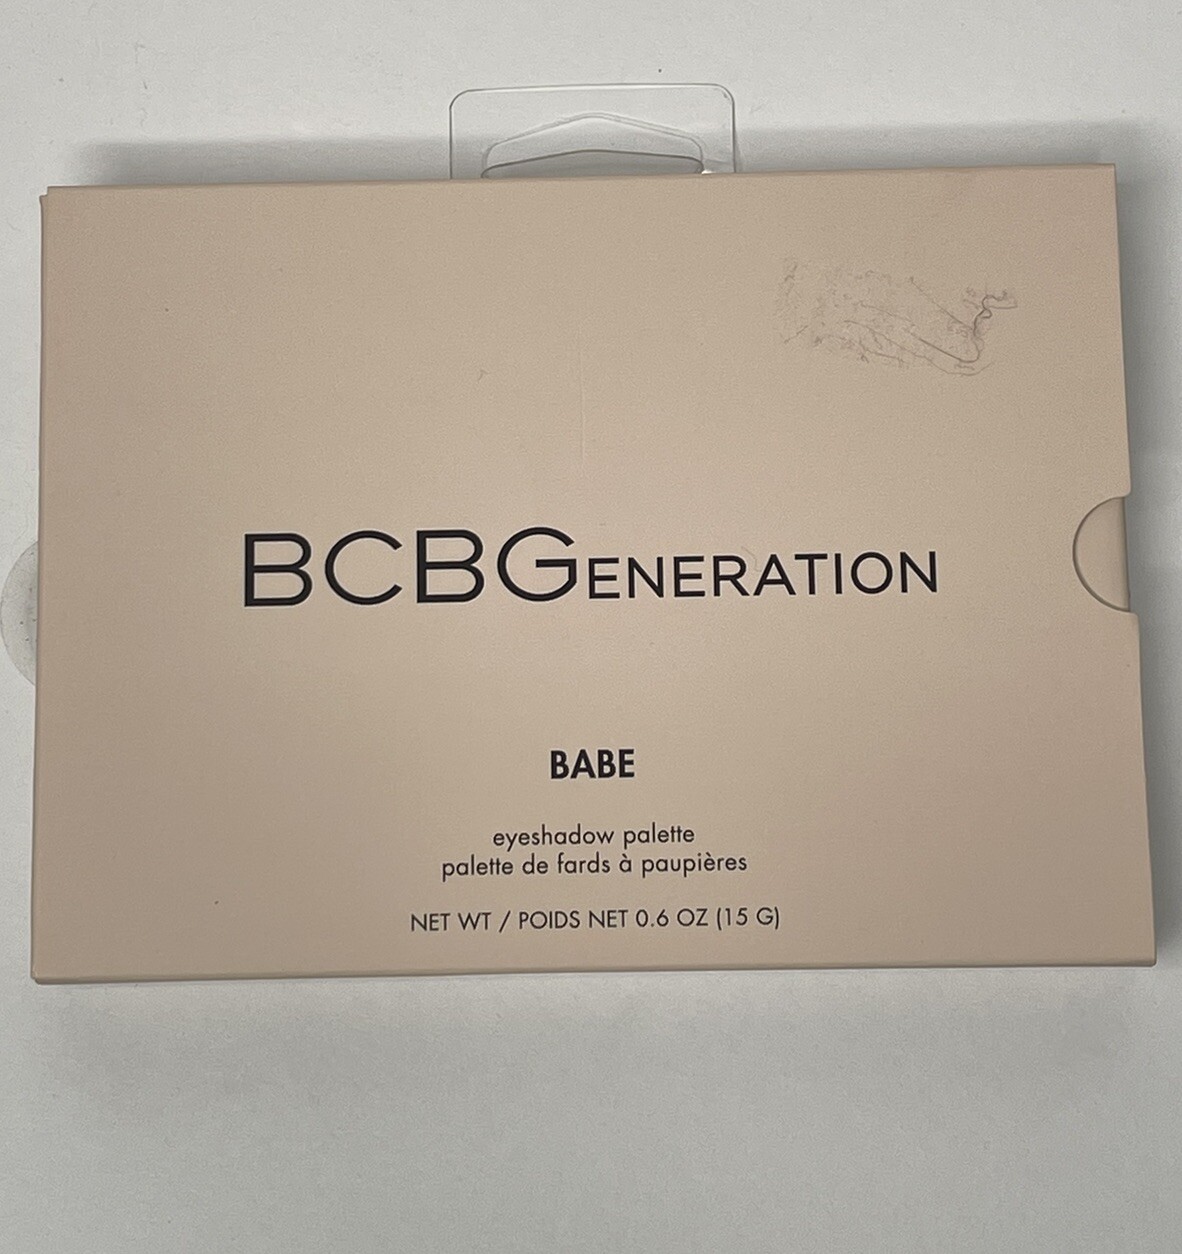 BCBGENERATION
BABE
eyeshadow palette
palette de fards à paupières
NET WT / POIDS NET 0.6 OZ (15 G)